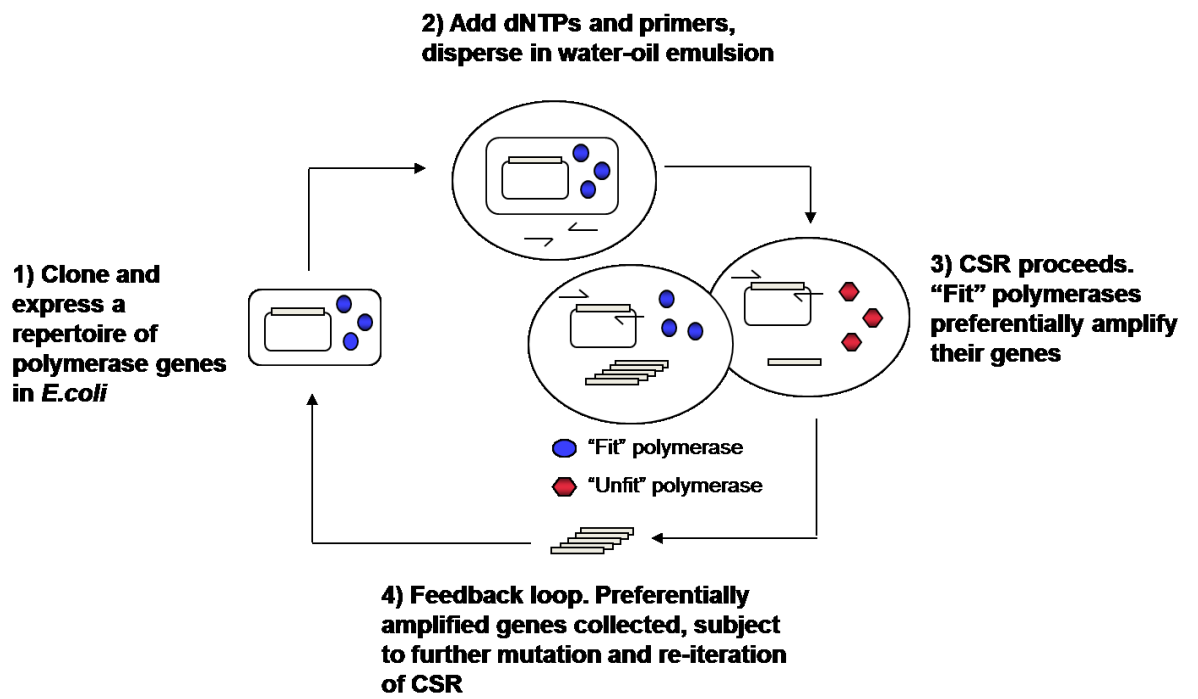 2) Add dNTPs and primers,
disperse in water-oil emulsion
1) Clone and
express a
repertoire of
polymerase genes
in E.coli
3) CSR proceeds.
“Fit” polymerases
preferentially amplify
their genes
“Fit” polymerase
“Unfit” polymerase
4) Feedback loop. Preferentially
amplified genes collected, subject
to further mutation and re-iteration
of CSR